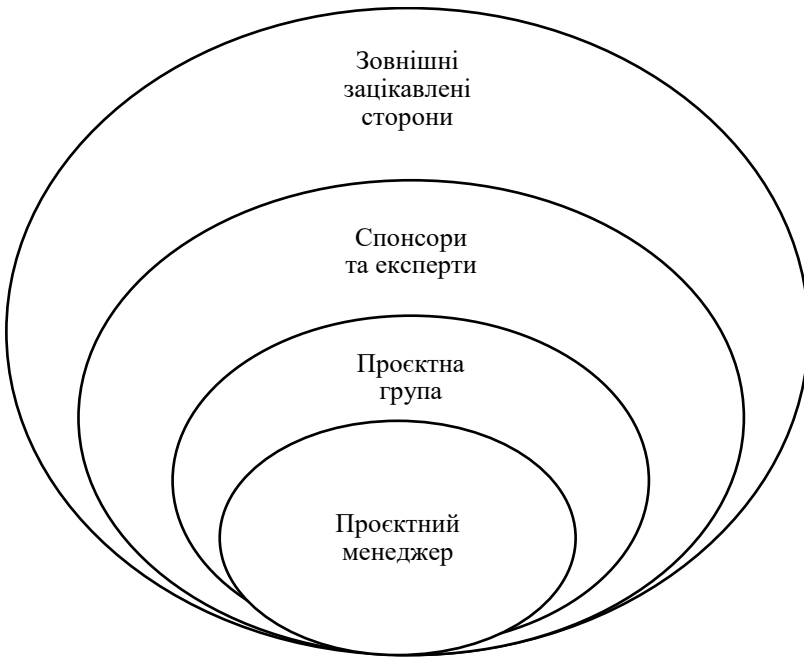 Зовнішні
зацікавлені
сторони
Спонсори
та експерти
Проєктна
група
Проєктний
менеджер